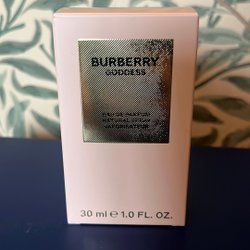 BURBERRY
GODDESS
EAU DE PARFUM
NATURAL SPRAY
VAPORISATEUR
30 ml ℮ 1.0 FL. OZ.